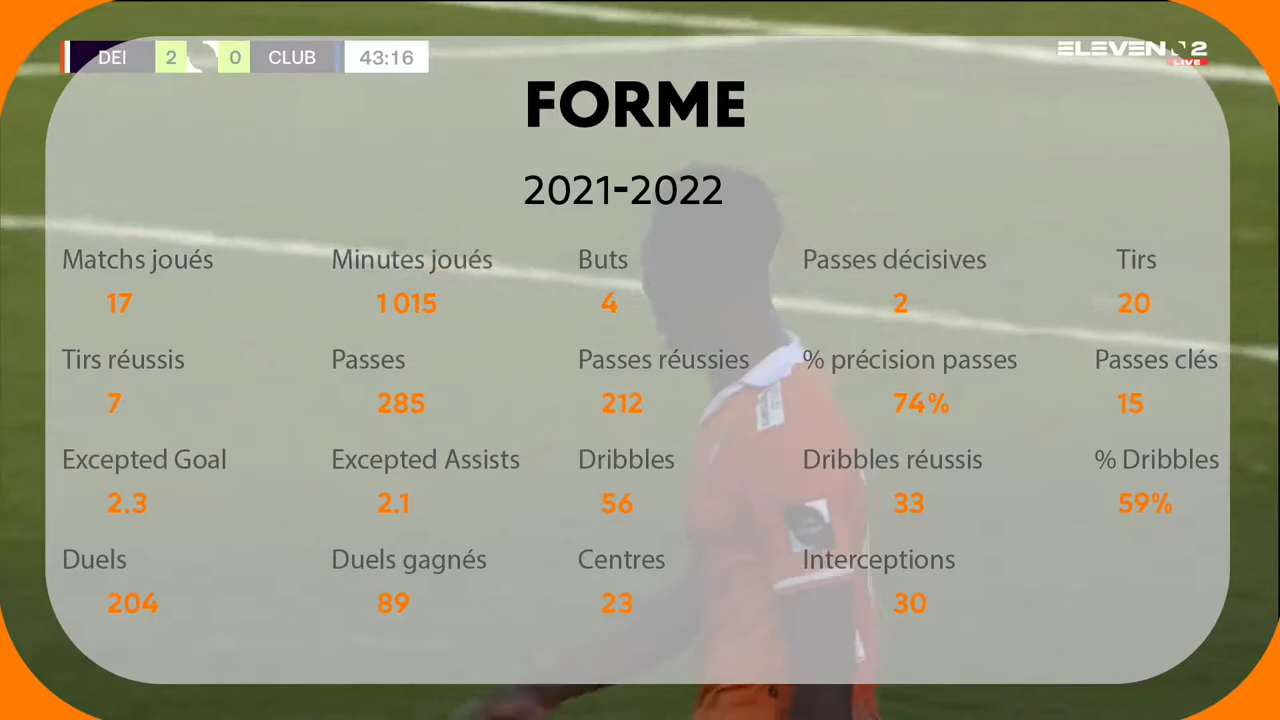 DEI 2 0 CLUB 43:16
ELEVEN 2
LIVE
FORME
2021-2022
Matchs joués Minutes joués Buts Passes décisives Tirs
17 1 015 4 2 20
Tirs réussis Passes Passes réussies % précision passes Passes clés
7 285 212 74% 15
Excepted Goal Excepted Assists Dribbles Dribbles réussis % Dribbles
2.3 2.1 56 33 59%
Duels Duels gagnés Centres Interceptions
204 89 23 30